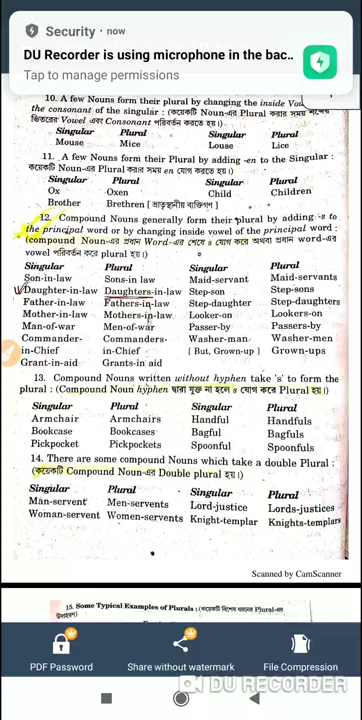 Security • now
DU Recorder is using microphone in the bac..
Tap to manage permissions
10. A few Nouns form their plural by changing the inside
the consonant of the singular : (কয়েকটি Noun-এর Plural করার সময়
ভিতরের Vowel এবং Consonant পরিবর্তন করতে হয়।)
Singular Plural Singular Plural
Mouse Mice Louse Lice
11. A few Nouns form their Plural by adding -en to the Singular :
কয়েকটি Noun-এর Plural করার সময় en যোগ করতে হয়।)
Singular Plural Singular Plural
Ox Oxen Child Children
Brother Brethren [ভ্রাতৃস্থানীয় ব্যক্তিগণ]
12. Compound Nouns generally form their plural by adding -s to
the principal word or by changing inside vowel of the principal word :
(compound Noun-এর প্রধান Word-এর শেষে s যোগ করে অথবা প্রধান word-এর
vowel পরিবর্তন করে plural হয়।)
Singular Plural Singular Plural
Son-in-law Sons-in law Maid-servant Maid-servants
Daughter-in-law Daughters-in-law Step-son Step-sons
Father-in-law Fathers-in-law Step-daughter Step-daughters
Mother-in-law Mothers-in-law Looker-on Lookers-on
Man-of-war Men-of-war Passer-by Passers-by
Commander- Commanders- Washer-man Washer-men
in-Chief in-Chief [ But, Grown-up ] Grown-ups
Grant-in-aid Grants-in-aid
13. Compound Nouns written without hyphen take 's' to form the
plural : (Compound Noun hyphen দ্বারা যুক্ত না হলে s যোগ করে Plural হয়।)
Singular Plural Singular Plural
Armchair Armchairs Handful Handfuls
Bookcase Bookcases Bagful Bagfuls
Pickpocket Pickpockets Spoonful Spoonfuls
14. There are some compound Nouns which take a double Plural :
(কয়েকটি Compound Noun-এর Double plural হয়।)
Singular Plural Singular Plural
Man-servent Men-servents Lord-justice Lords-justices
Woman-servent Women-servents Knight-templar Knights-templars
Scanned by CamScanner
15. Some Typical Examples of Plurals : (কয়েকটি বিশেষ ধরনের Plural-এর
উদাহরণ)
PDF Password Share without watermark File Compression
DU RECORDER